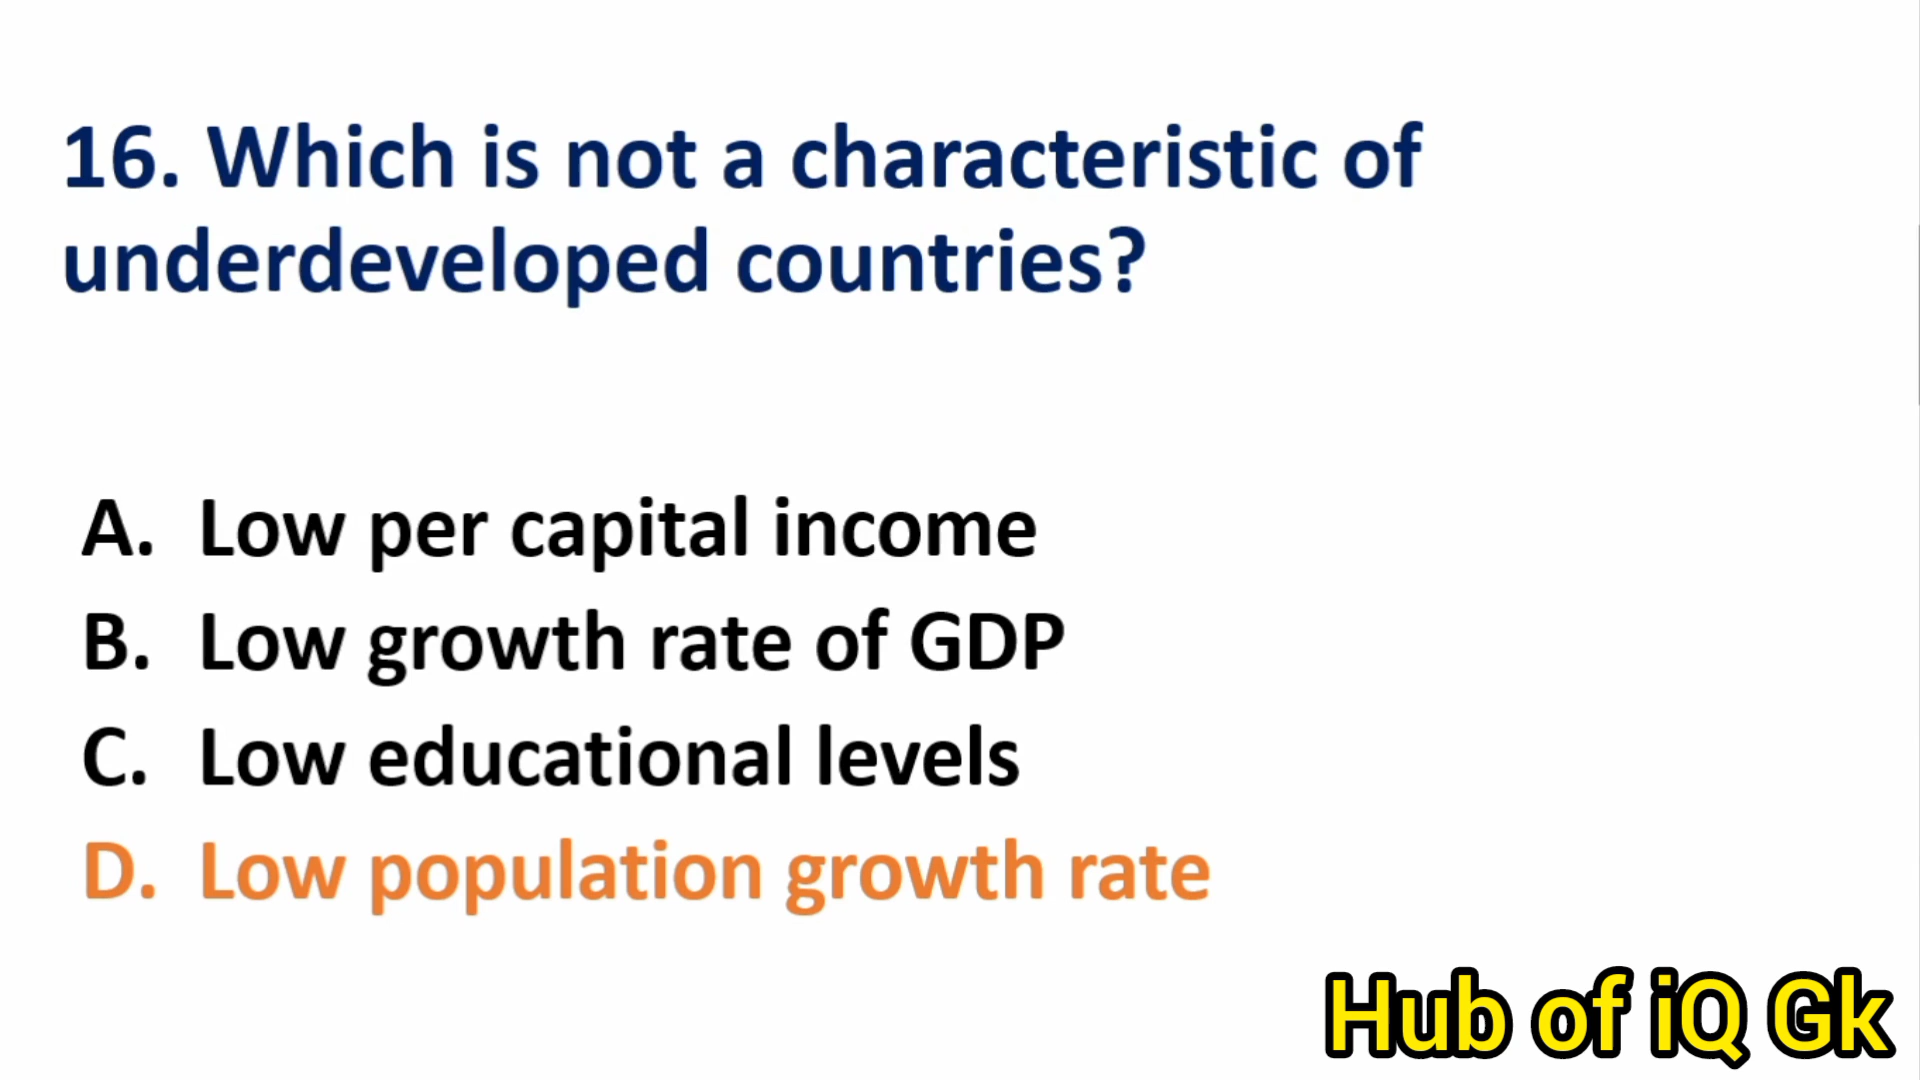 16. Which is not a characteristic of
underdeveloped countries?
A. Low per capital income
B. Low growth rate of GDP
C. Low educational levels
D. Low population growth rate
Hub of iQ Gk